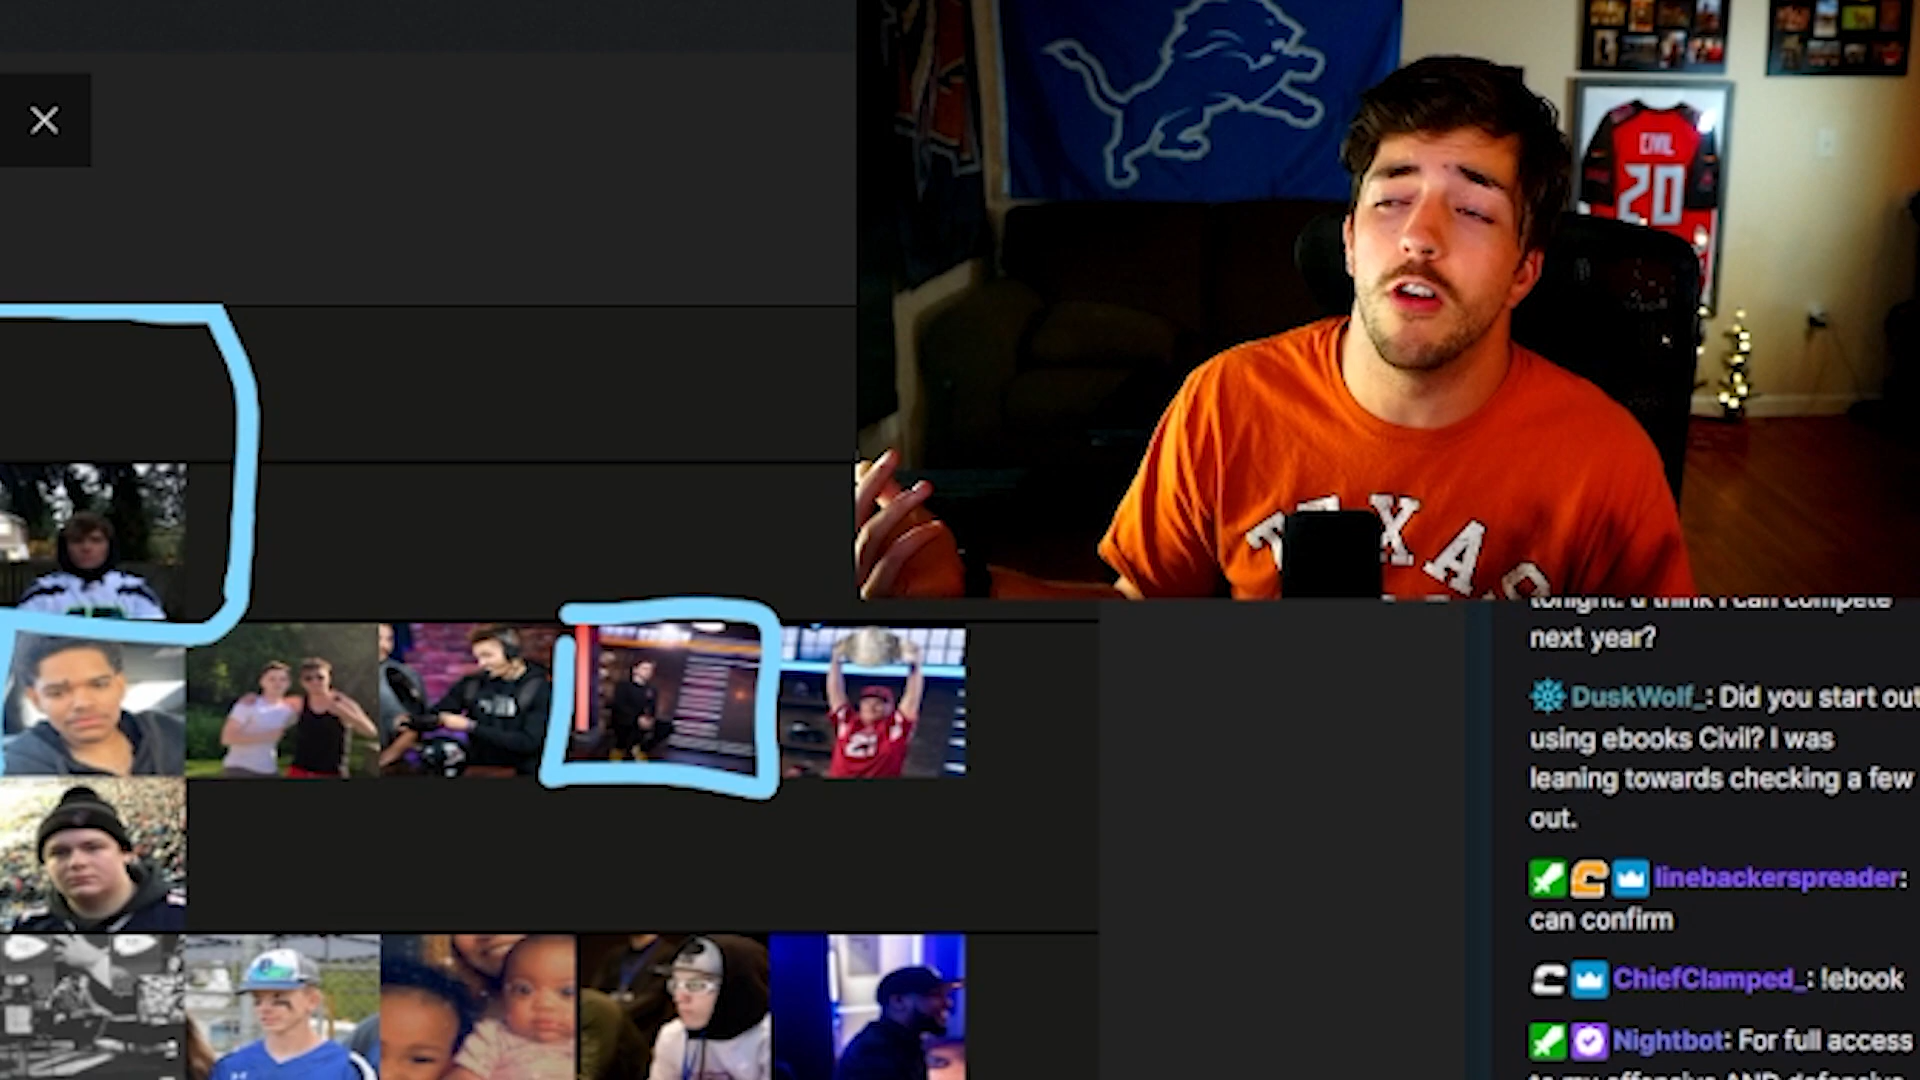 CIVIL
20
TEXAS
21
next year?
DuskWolf_: Did you start out
using ebooks Civil? I was
leaning towards checking a few
out.
linebackerspreader:
can confirm
ChiefClamped_: !ebook
Nightbot: For full access